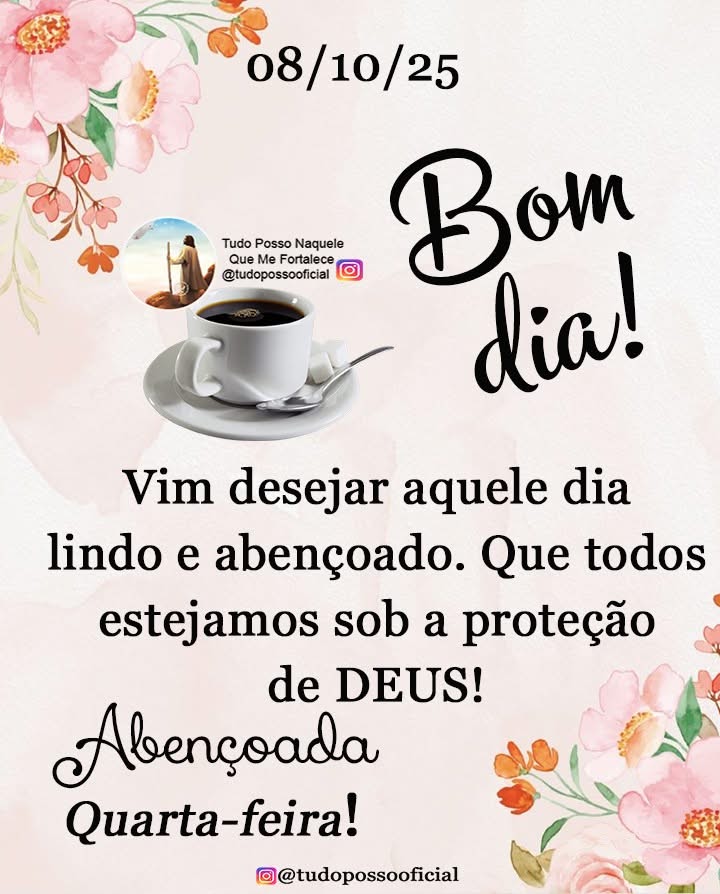 08/10/25
Bom
dia!
Tudo Posso Naquele
Que Me Fortalece
@tudopossooficial
Vim desejar aquele dia
lindo e abençoado. Que todos
estejamos sob a proteção
de DEUS!
Abençoada
Quarta-feira!
@tudopossooficial